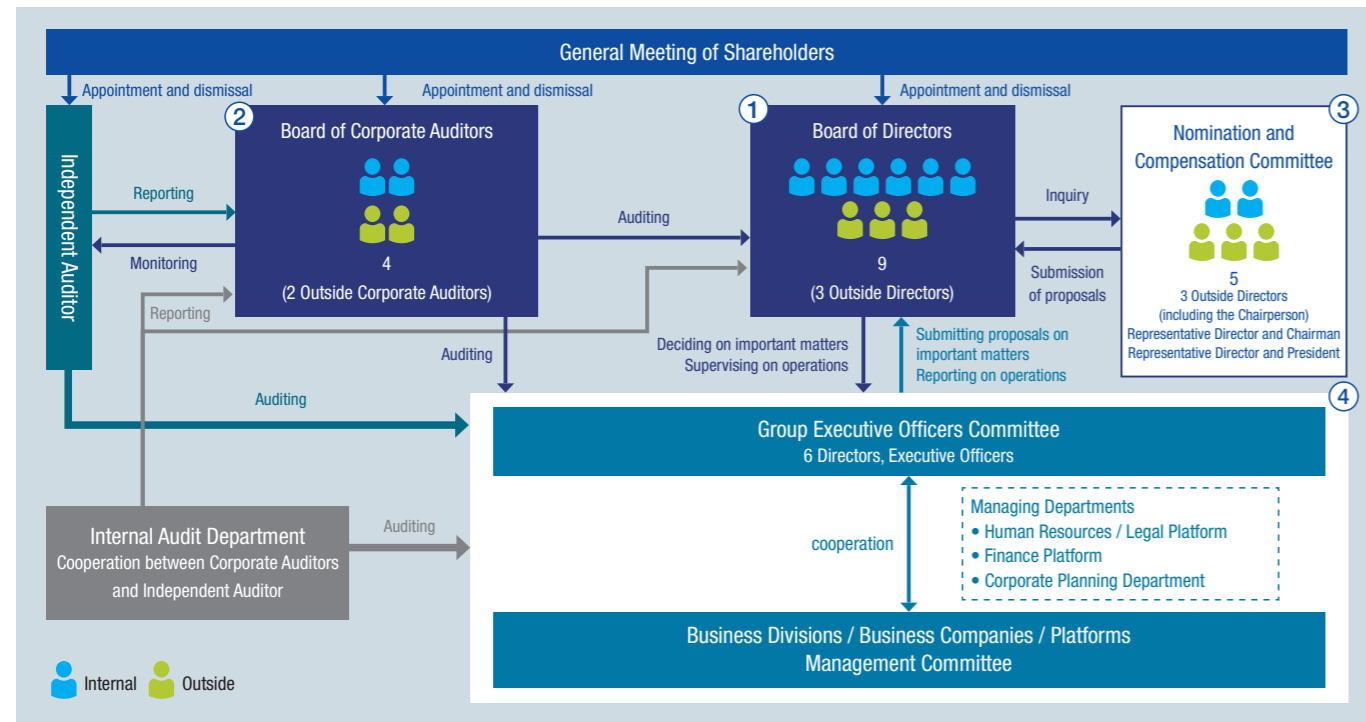 General Meeting of Shareholders
Appointment and dismissal
Appointment and dismissal
Appointment and dismissal
Independent Auditor
2
Board of Corporate Auditors
4
(2 Outside Corporate Auditors)
1
Board of Directors
9
(3 Outside Directors)
3
Nomination and
Compensation Committee
5
3 Outside Directors
(including the Chairperson)
Representative Director and Chairman
Representative Director and President
Reporting
Monitoring
Reporting
Auditing
Inquiry
Submission
of proposals
Auditing
Deciding on important matters
Supervising on operations
Submitting proposals on
important matters
Reporting on operations
Auditing
4
Group Executive Officers Committee
6 Directors, Executive Officers
Internal Audit Department
Cooperation between Corporate Auditors
and Independent Auditor
Auditing
cooperation
Managing Departments
• Human Resources / Legal Platform
• Finance Platform
• Corporate Planning Department
Business Divisions / Business Companies / Platforms
Management Committee
Internal
Outside